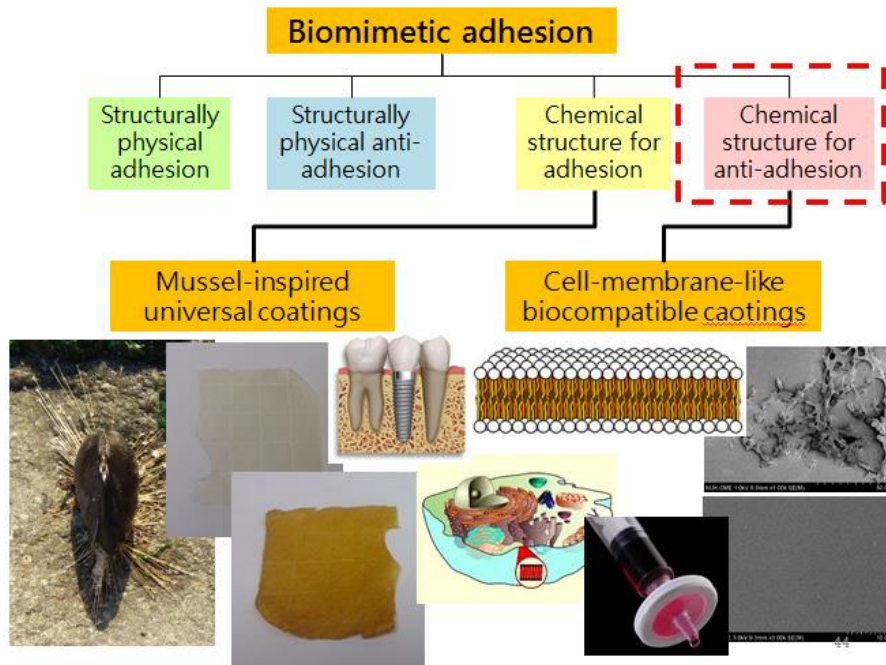 Biomimetic adhesion
Structurally
physical
adhesion
Structurally
physical anti-
adhesion
Chemical
structure for
adhesion
Chemical
structure for
anti-adhesion
Mussel-inspired
universal coatings
Cell-membrane-like
biocompatible caotings
44